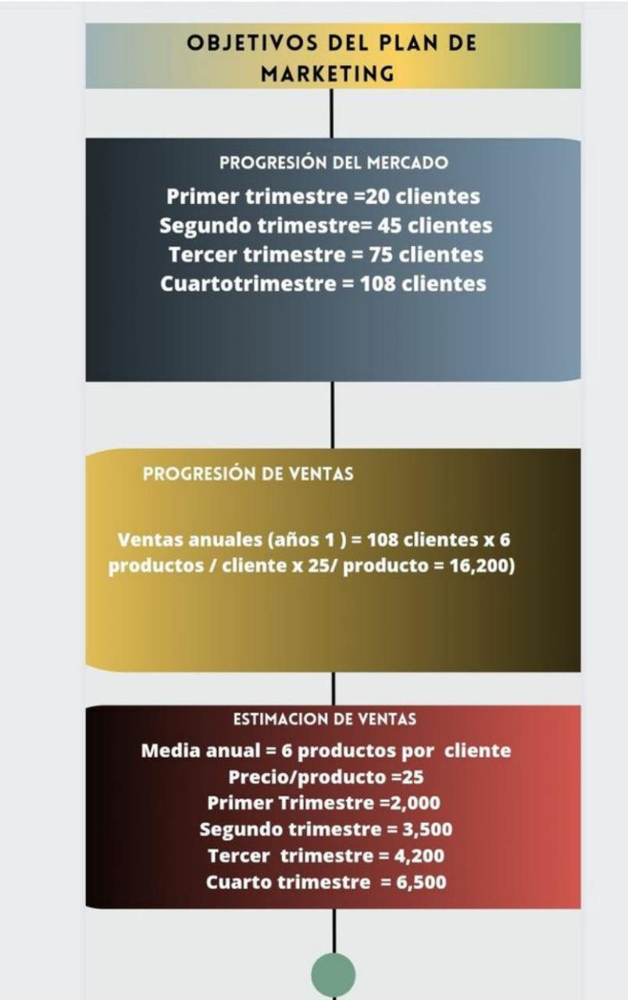 OBJETIVOS DEL PLAN DE
MARKETING
PROGRESIÓN DEL MERCADO
Primer trimestre =20 clientes
Segundo trimestre= 45 clientes
Tercer trimestre = 75 clientes
Cuartotrimestre = 108 clientes
PROGRESIÓN DE VENTAS
Ventas anuales (años 1 ) = 108 clientes x 6
productos / cliente x 25/ producto = 16,200)
ESTIMACION DE VENTAS
Media anual = 6 productos por cliente
Precio/producto =25
Primer Trimestre =2,000
Segundo trimestre = 3,500
Tercer trimestre = 4,200
Cuarto trimestre = 6,500